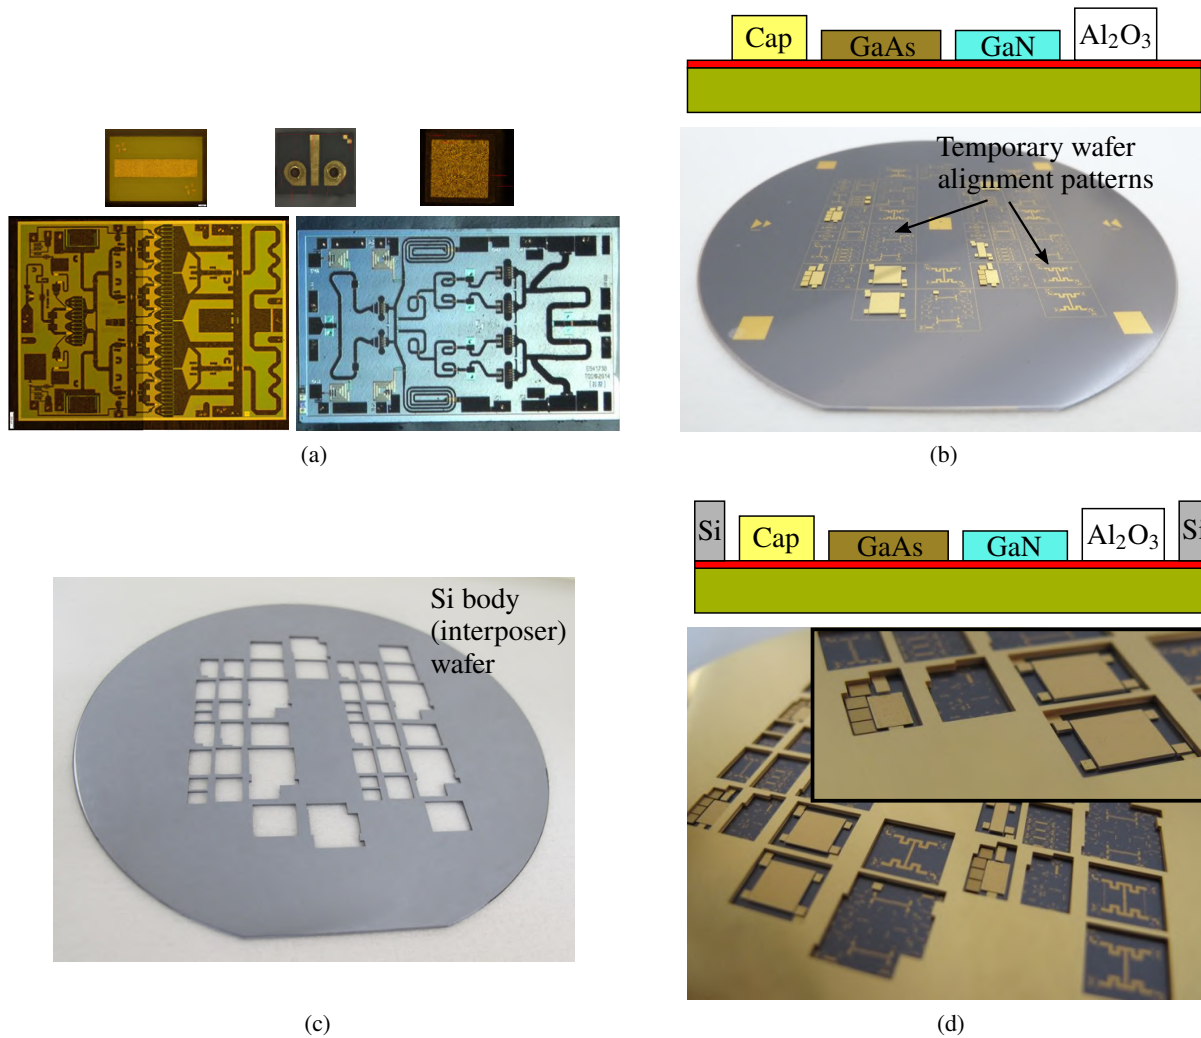 Cap GaAs GaN Al₂O₃
Temporary wafer
alignment patterns
(a)
(b)
Si Cap GaAs GaN Al₂O₃ Si
Si body
(interposer)
wafer
(c)
(d)